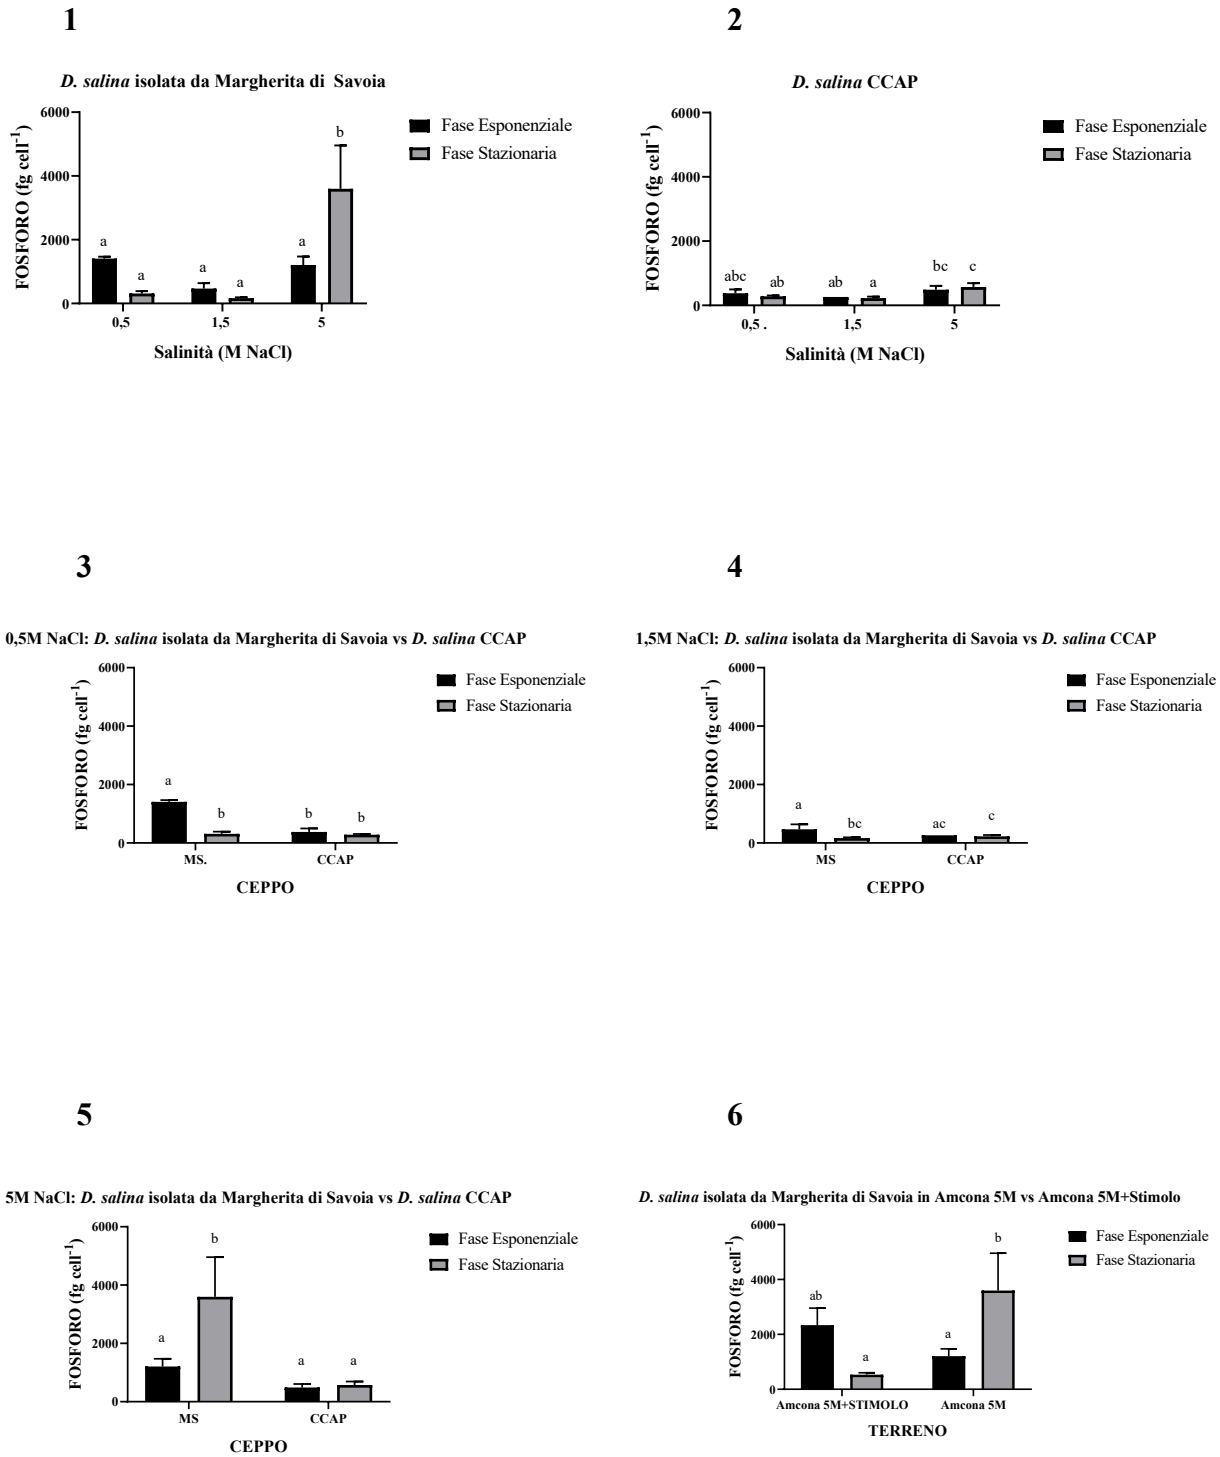 1
D. salina isolata da Margherita di Savoia
FOSFORO (fg cell-1)
6000
4000
2000
0
a
a
a
a
a
b
0,5
1,5
5
Salinità (M NaCl)
Fase Esponenziale
Fase Stazionaria
2
D. salina CCAP
FOSFORO (fg cell-1)
6000
4000
2000
0
abc
ab
ab
a
bc
c
0,5 .
1,5
5
Salinità (M NaCl)
Fase Esponenziale
Fase Stazionaria
3
0,5M NaCl: D. salina isolata da Margherita di Savoia vs D. salina CCAP
FOSFORO (fg cell-1)
6000
4000
2000
0
a
b
b
b
MS.
CCAP
CEPPO
Fase Esponenziale
Fase Stazionaria
4
1,5M NaCl: D. salina isolata da Margherita di Savoia vs D. salina CCAP
FOSFORO (fg cell-1)
6000
4000
2000
0
a
bc
ac
c
MS
CCAP
CEPPO
Fase Esponenziale
Fase Stazionaria
5
5M NaCl: D. salina isolata da Margherita di Savoia vs D. salina CCAP
FOSFORO (fg cell-1)
6000
4000
2000
0
a
b
a
a
MS
CCAP
CEPPO
Fase Esponenziale
Fase Stazionaria
6
D. salina isolata da Margherita di Savoia in Amcona 5M vs Amcona 5M+Stimolo
FOSFORO (fg cell-1)
6000
4000
2000
0
ab
a
a
b
Amcona 5M+STIMOLO
Amcona 5M
TERRENO
Fase Esponenziale
Fase Stazionaria